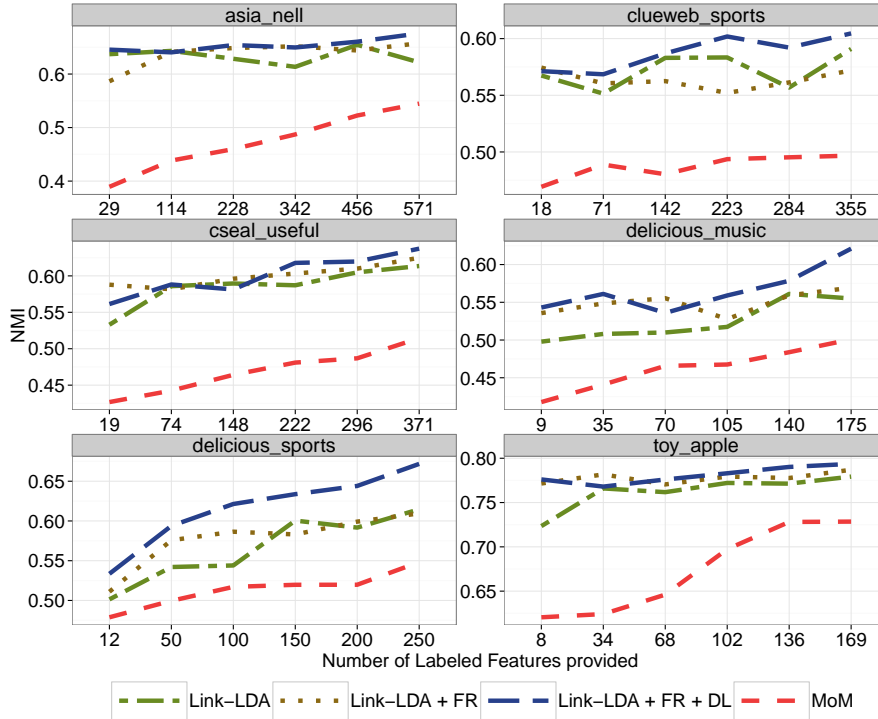 asia_nell
clueweb_sports
0.6
0.5
0.4
0.60
0.55
0.50
29 114 228 342 456 571
18 71 142 223 284 355
cseal_useful
delicious_music
NMI
0.60
0.55
0.50
0.45
0.60
0.55
0.50
0.45
19 74 148 222 296 371
9 35 70 105 140 175
delicious_sports
toy_apple
0.65
0.60
0.55
0.50
0.80
0.75
0.70
0.65
12 50 100 150 200 250
8 34 68 102 136 169
Number of Labeled Features provided
Link−LDA Link−LDA + FR Link−LDA + FR + DL MoM